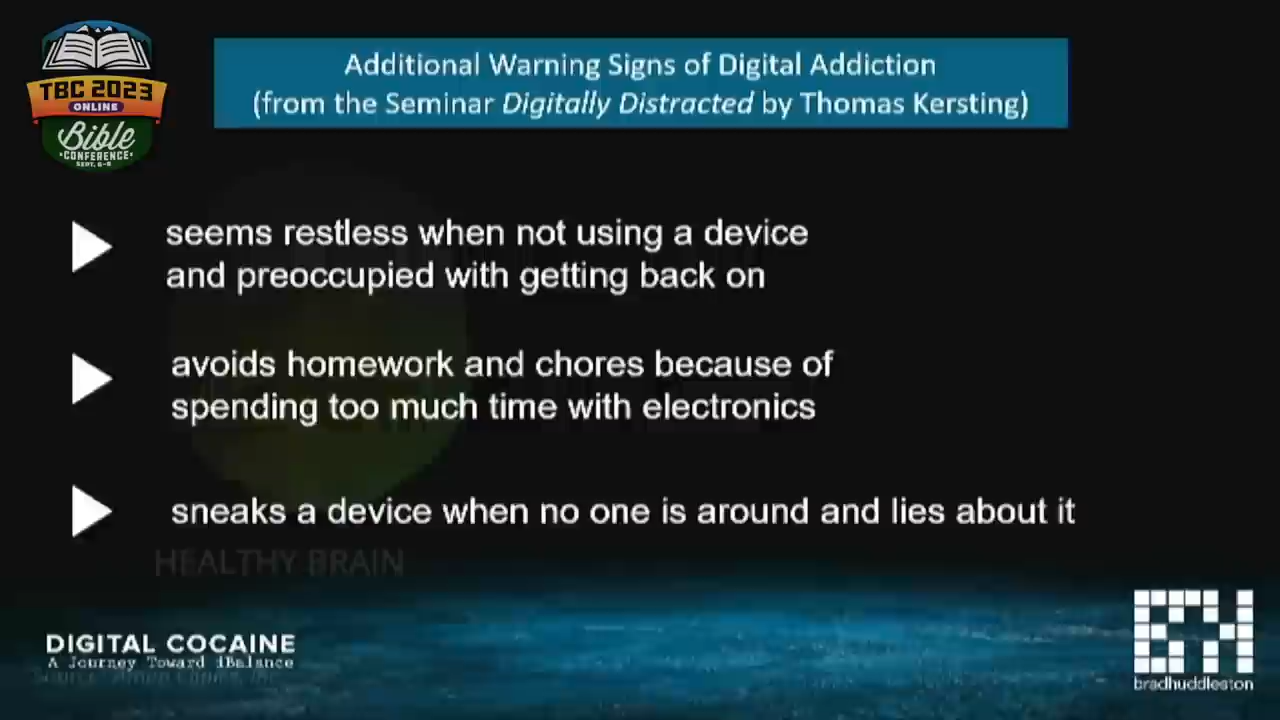 TBC 2023
ONLINE
Bible
CONFERENCE
SEPT. 6-8
Additional Warning Signs of Digital Addiction
(from the Seminar Digitally Distracted by Thomas Kersting)
seems restless when not using a device
and preoccupied with getting back on
avoids homework and chores because of
spending too much time with electronics
sneaks a device when no one is around and lies about it
HEALTHY BRAIN
DIGITAL COCAINE
A Journey Toward iBalance
bradhuddleston